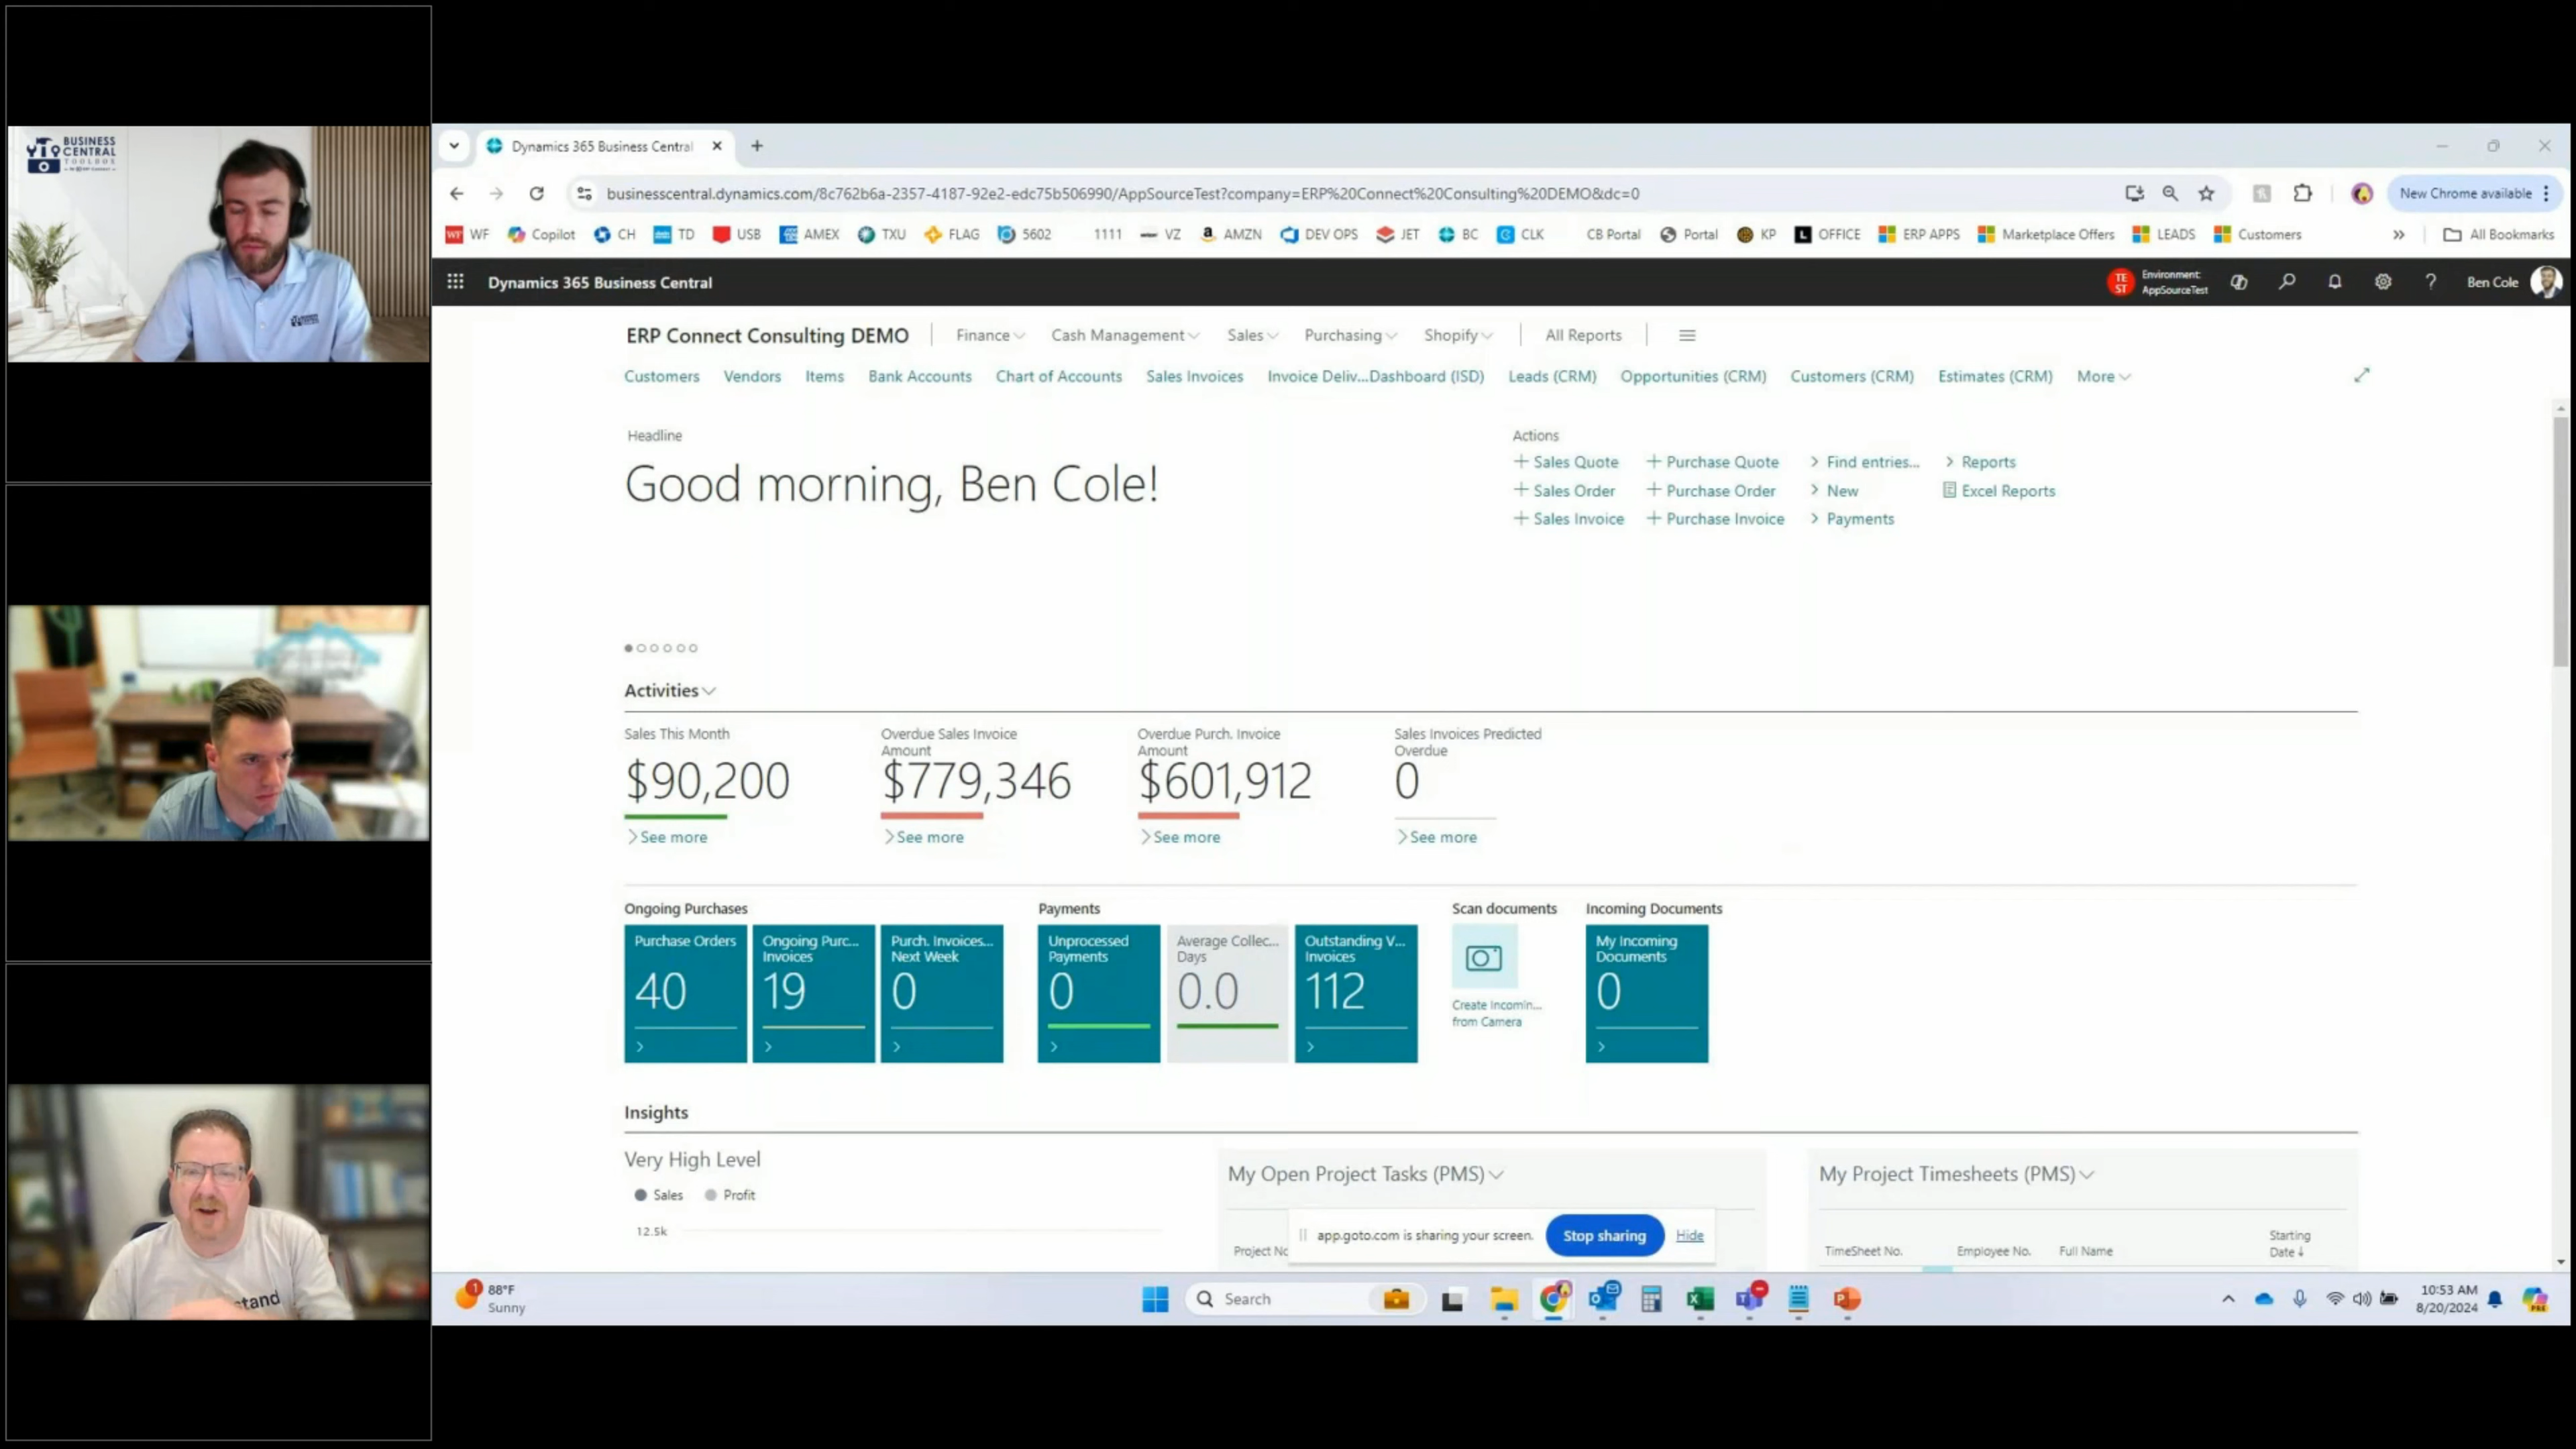 BUSINESS
CENTRAL
TOOLBOX
stand
Dynamics 365 Business Central
businesscentral.dynamics.com/8c762b6a-2357-4187-92e2-edc75b506990/AppSourceTest?company=ERP%20Connect%20Consulting%20DEMO&dc=0
New Chrome available
WF Copilot CH TD USB AMEX TXU FLAG 5602 1111 VZ AMZN DEV OPS JET BC CLK CB Portal Portal KP OFFICE ERP APPS Marketplace Offers LEADS Customers » All Bookmarks
Dynamics 365 Business Central
TE ST
Environment:
AppSourceTest
Ben Cole
ERP Connect Consulting DEMO Finance Cash Management Sales Purchasing Shopify All Reports
Customers Vendors Items Bank Accounts Chart of Accounts Sales Invoices Invoice Deliv...Dashboard (ISD) Leads (CRM) Opportunities (CRM) Customers (CRM) Estimates (CRM) More
Headline
Good morning, Ben Cole!
Actions
+ Sales Quote + Purchase Quote > Find entries... > Reports
+ Sales Order + Purchase Order > New Excel Reports
+ Sales Invoice + Purchase Invoice > Payments
Activities
Sales This Month
$90,200
>See more
Overdue Sales Invoice
Amount
$779,346
>See more
Overdue Purch. Invoice
Amount
$601,912
>See more
Sales Invoices Predicted
Overdue
0
>See more
Ongoing Purchases
Purchase Orders
40
Ongoing Purc...
Invoices
19
Purch. Invoices...
Next Week
0
Payments
Unprocessed
Payments
0
Average Collec...
Days
0.0
Outstanding V...
Invoices
112
Scan documents
Create Incomin...
from Camera
Incoming Documents
My Incoming
Documents
0
Insights
Very High Level
Sales Profit
12.5k
My Open Project Tasks (PMS)
Project No
app.goto.com is sharing your screen. Stop sharing Hide
My Project Timesheets (PMS)
TimeSheet No. Employee No. Full Name Starting
Date ↓
1
88°F
Sunny
Search
10:53 AM
8/20/2024
PRE